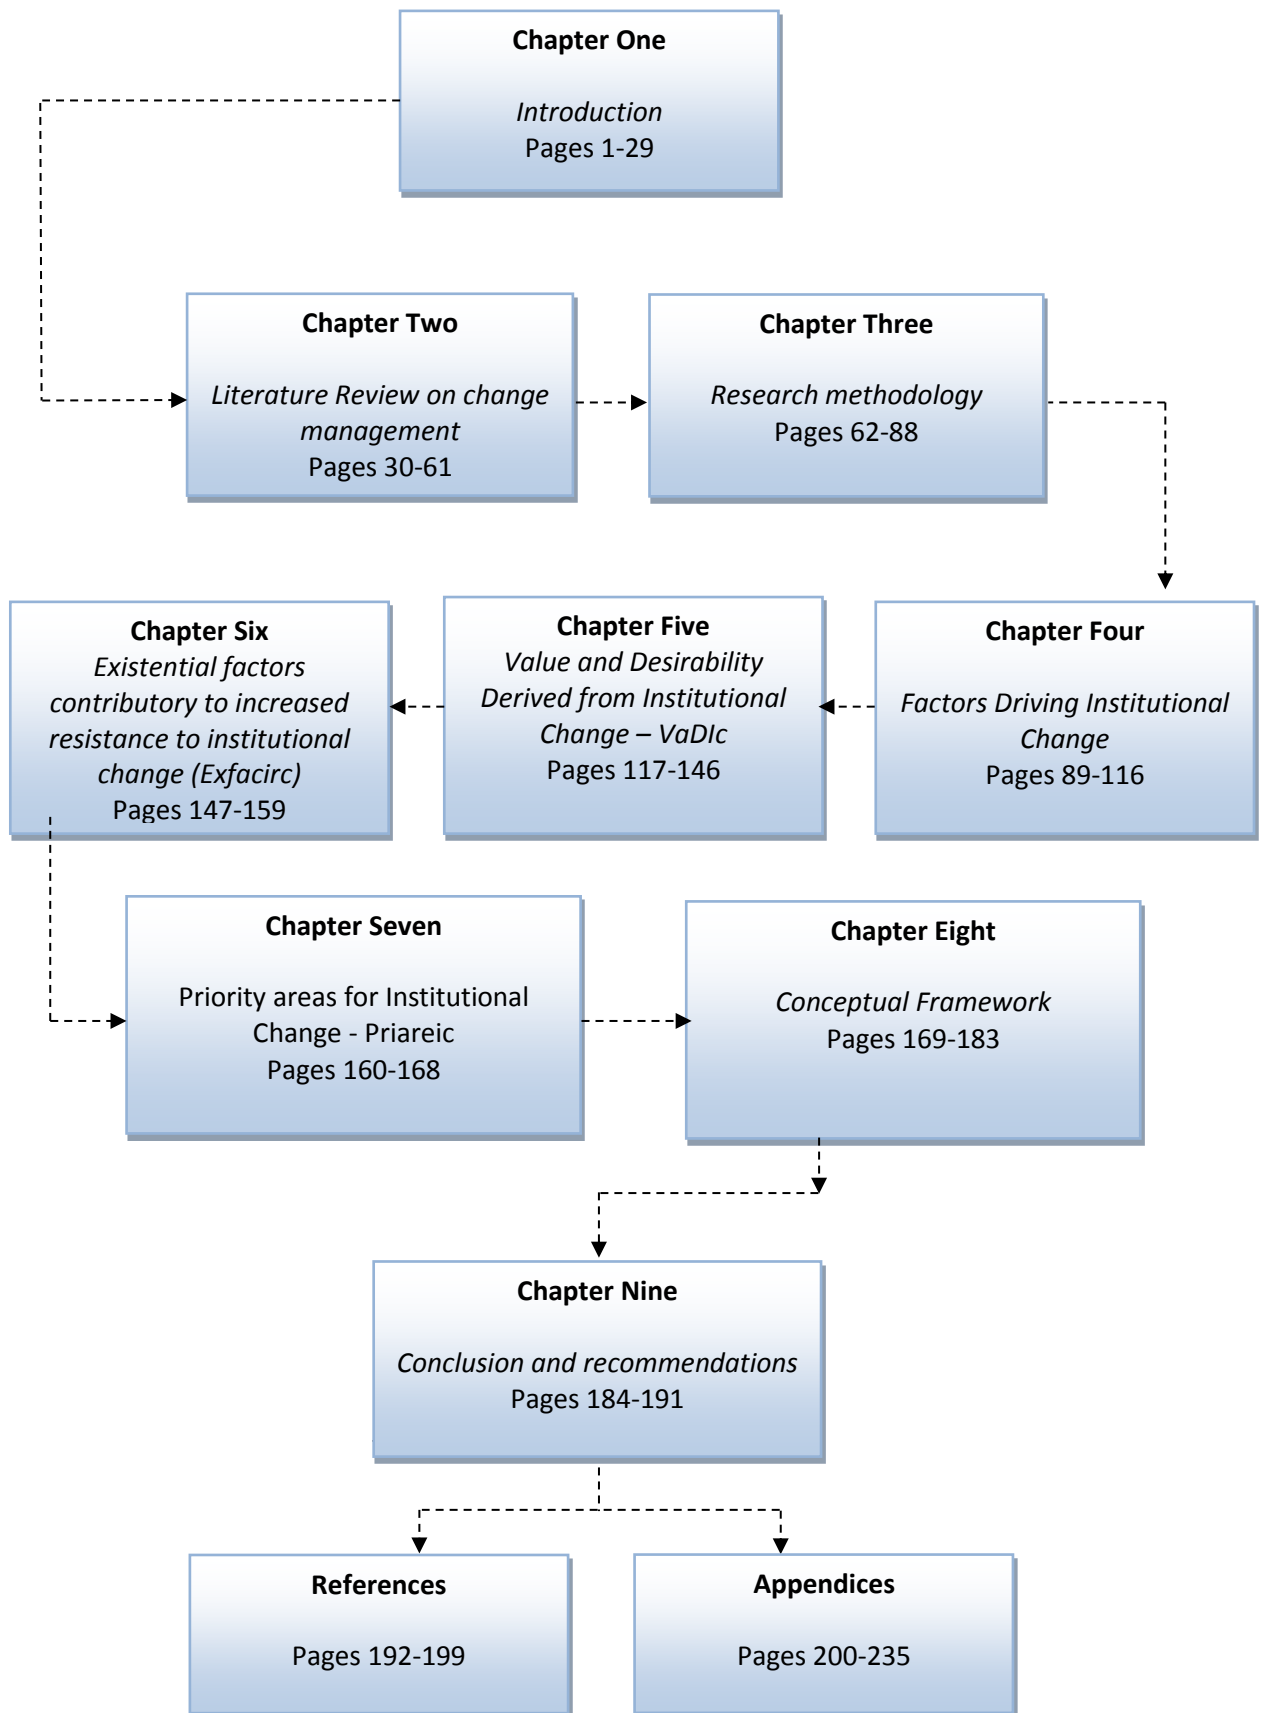 Chapter One
Introduction
Pages 1-29
Chapter Two
Literature Review on change
management
Pages 30-61
Chapter Three
Research methodology
Pages 62-88
Chapter Four
Factors Driving Institutional
Change
Pages 89-116
Chapter Five
Value and Desirability
Derived from Institutional
Change – VaDIc
Pages 117-146
Chapter Six
Existential factors
contributory to increased
resistance to institutional
change (Exfacirc)
Pages 147-159
Chapter Seven
Priority areas for Institutional
Change - Priareic
Pages 160-168
Chapter Eight
Conceptual Framework
Pages 169-183
Chapter Nine
Conclusion and recommendations
Pages 184-191
References
Pages 192-199
Appendices
Pages 200-235